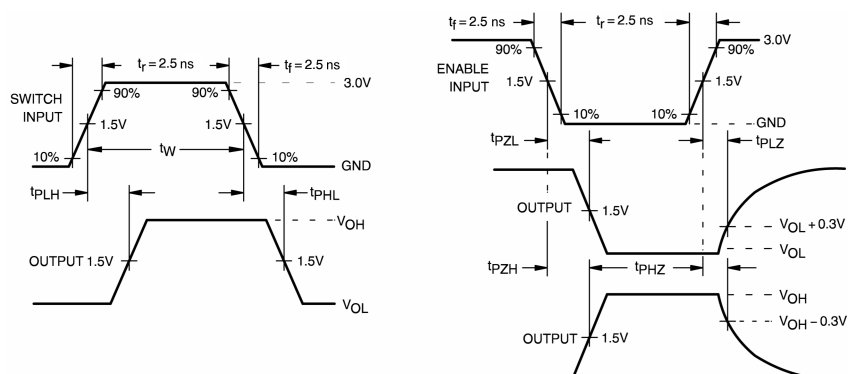 tr = 2.5 ns
tf = 2.5 ns
3.0V
90%
90%
SWITCH
INPUT
1.5V
1.5V
tW
10%
10%
GND
tPLH
tPHL
VOH
OUTPUT 1.5V
1.5V
VOL
tf = 2.5 ns
tr = 2.5 ns
90%
90%
3.0V
ENABLE
INPUT
1.5V
1.5V
10%
10%
GND
tPZL
tPLZ
OUTPUT
1.5V
VOL + 0.3V
VOL
tPZH
tPHZ
VOH
VOH – 0.3V
OUTPUT
1.5V